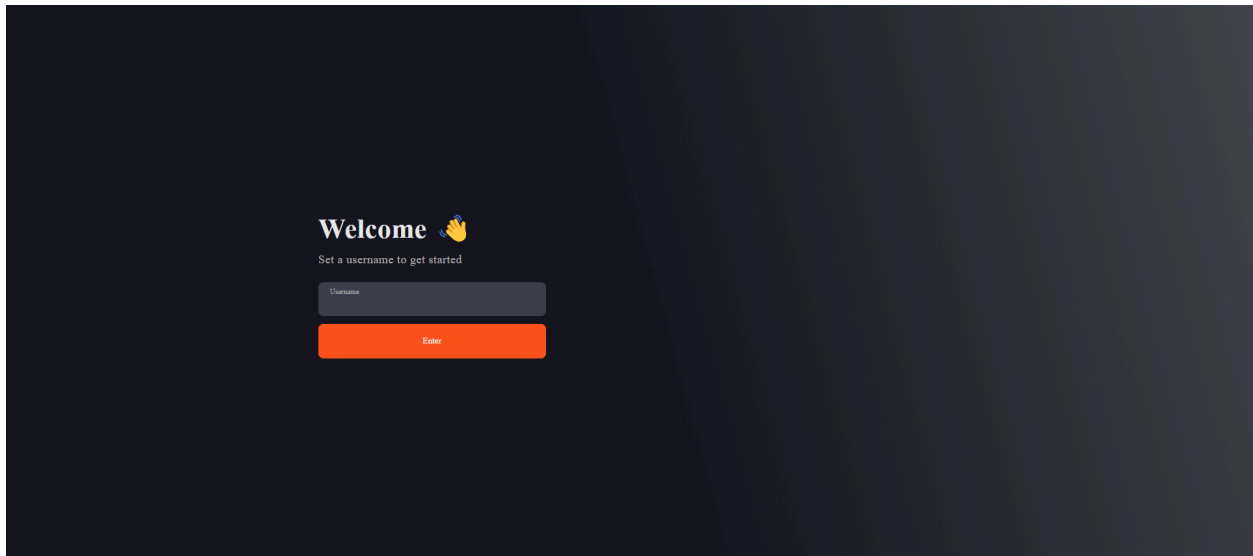 Welcome 👋
Set a username to get started
Username
Enter